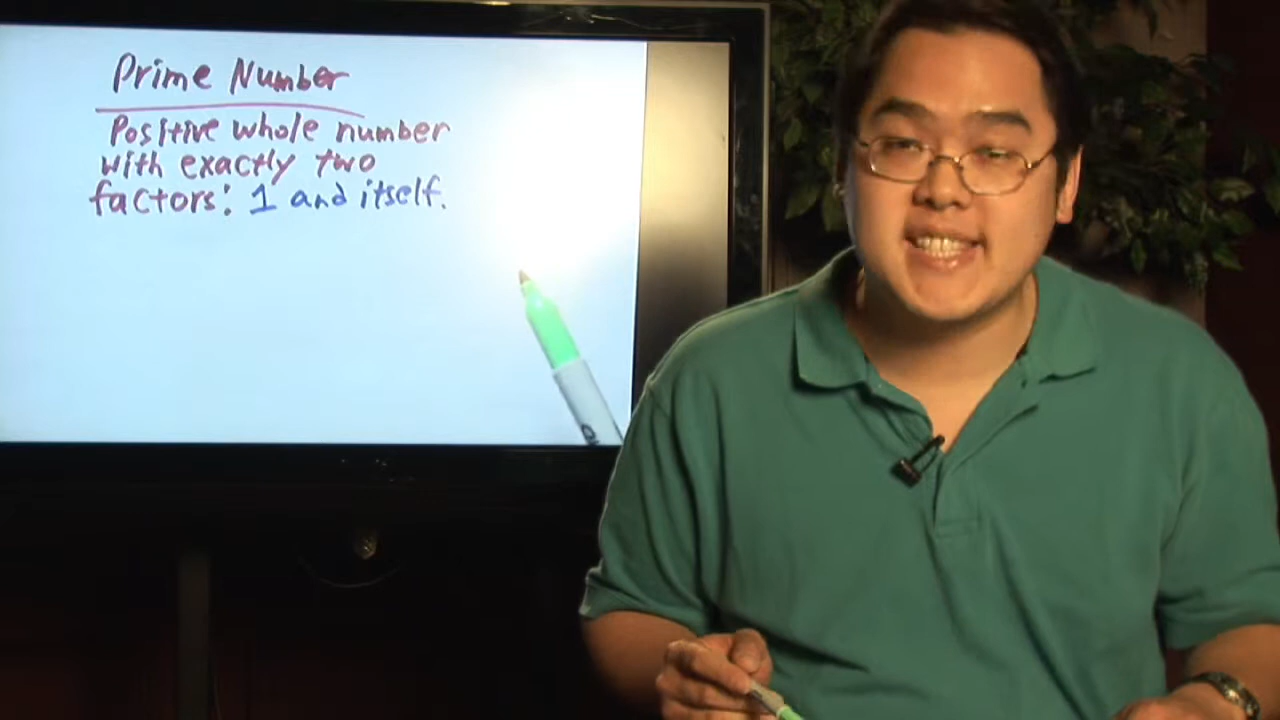 Prime Number
Positive whole number
with exactly two
factors: 1 and itself.